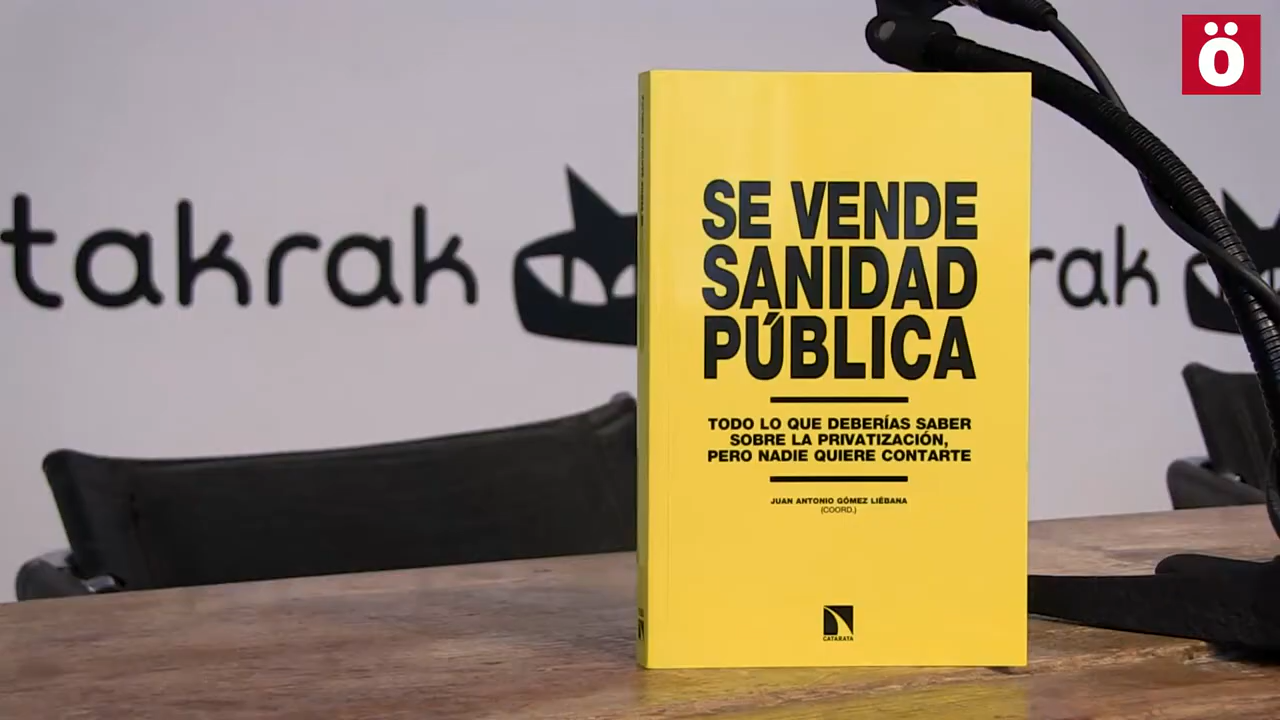 ö
takrak
rak
SE VENDE
SANIDAD
PÚBLICA
TODO LO QUE DEBERÍAS SABER
SOBRE LA PRIVATIZACIÓN,
PERO NADIE QUIERE CONTARTE
JUAN ANTONIO GÓMEZ LIÉBANA
(COORD.)
CATARATA